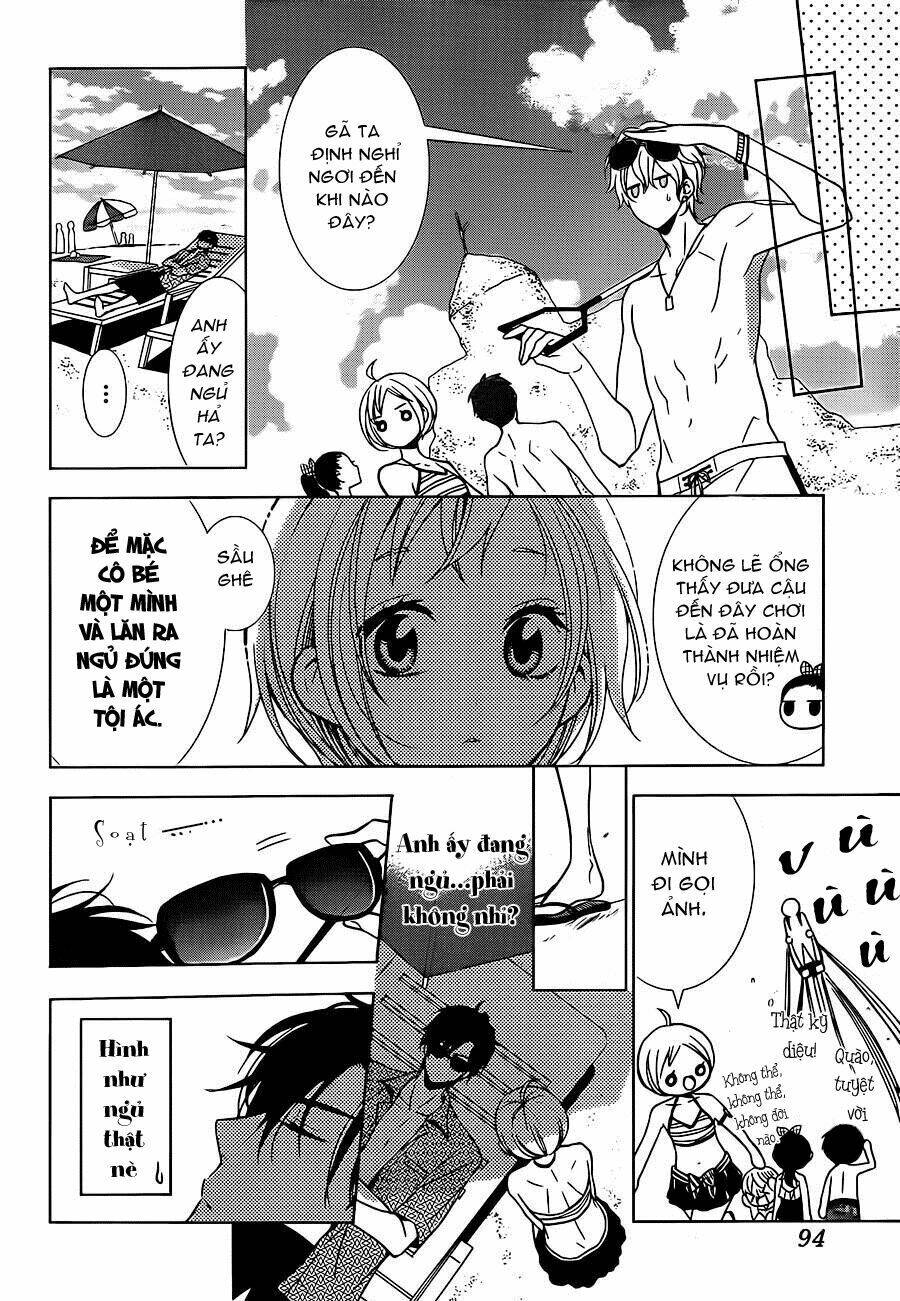 GÃ TA
ĐỊNH NGHỈ
NGƠI ĐẾN
KHI NÀO
ĐÂY?
ANH
ẤY
ĐANG
NGỦ
HẢ
TA?
...
KHÔNG LẼ ỔNG
THẤY ĐƯA CẬU
ĐẾN ĐÂY CHƠI
LÀ ĐÃ HOÀN
THÀNH NHIỆM
VỤ RỒI?
SẦU
GHÊ
ĐỂ MẶC
CÔ BÉ
MỘT MÌNH
VÀ LĂN RA
NGỦ ĐÚNG
LÀ MỘT
TỘI ÁC.
VÙ
Ù Ù Ù
Ù
MÌNH
ĐI GỌI
ẢNH.
Ồ
Thật kỳ
diệu!
Quào,
tuyệt
vời
Không thể,
không thể,
không đời
nào.
Anh ấy đang
ngủ...phải
không nhỉ?
Soạt
Hình
như
ngủ
thật
nè
94